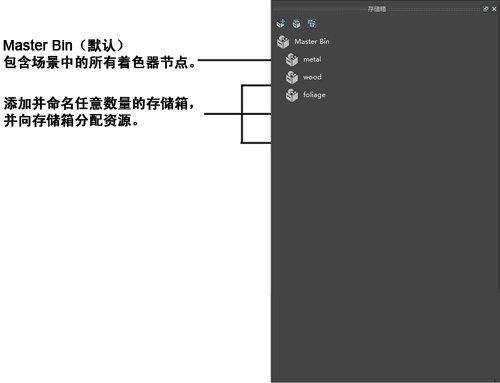 存储箱
Master Bin
metal
wood
foliage
Master Bin（默认）
包含场景中的所有着色器节点。
添加并命名任意数量的存储箱，
并向存储箱分配资源。